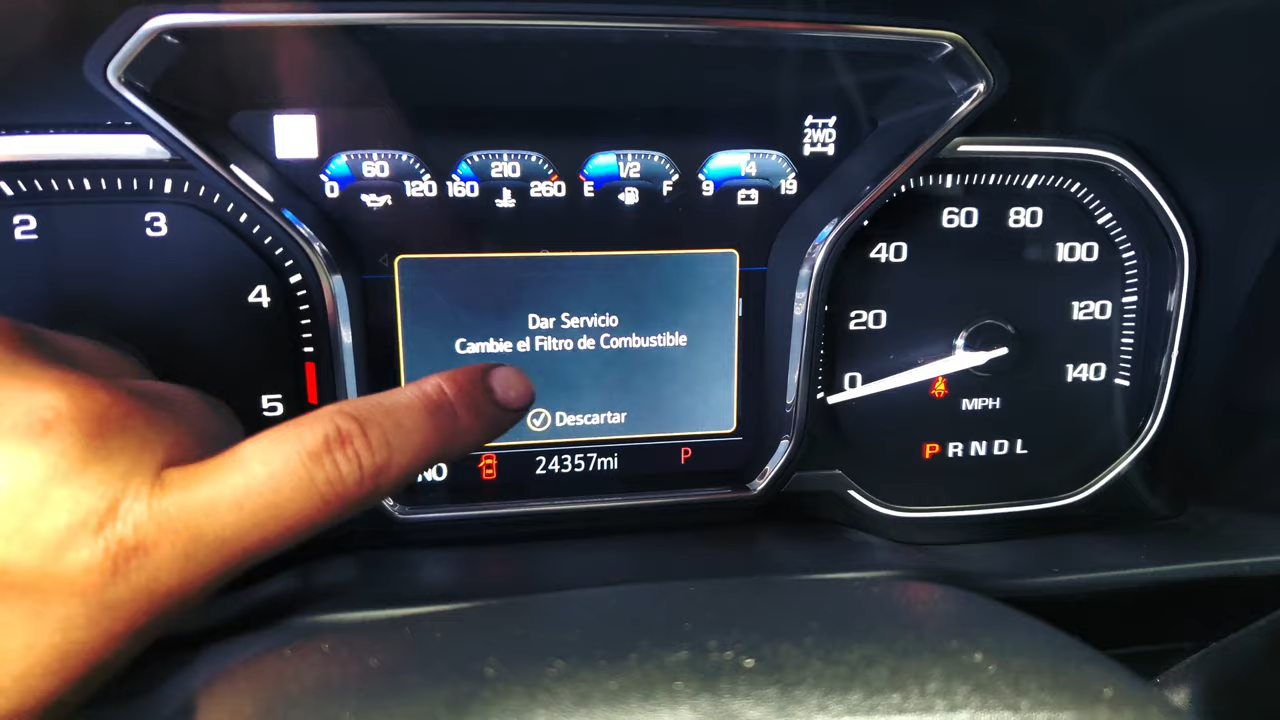 2WD
60
0 120
210
160 260
1/2
E F
14
9 19
2
3
4
5
Dar Servicio
Cambie el Filtro de Combustible
Descartar
NO
24357mi
P
0
20
40
60
80
100
120
140
MPH
PRNDL